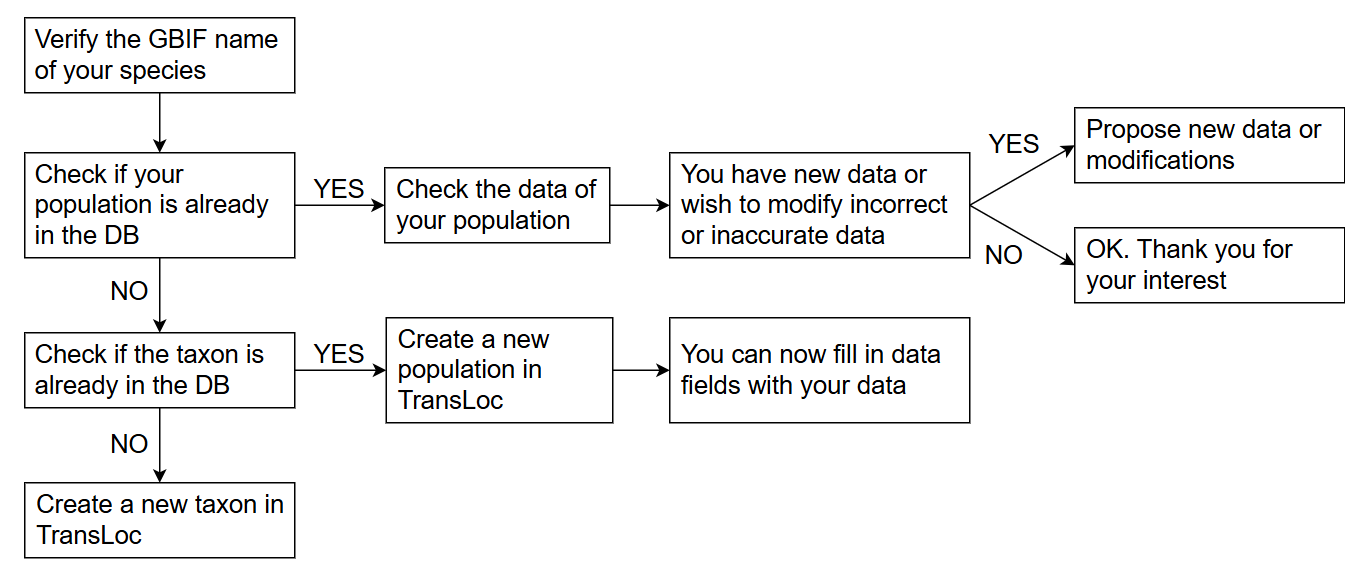 Verify the GBIF name
of your species
Check if your
population is already
in the DB
YES
Check the data of
your population
You have new data or
wish to modify incorrect
or inaccurate data
YES
Propose new data or
modifications
NO
OK. Thank you for
your interest
NO
Check if the taxon is
already in the DB
YES
Create a new
population in
TransLoc
You can now fill in data
fields with your data
NO
Create a new taxon in
TransLoc